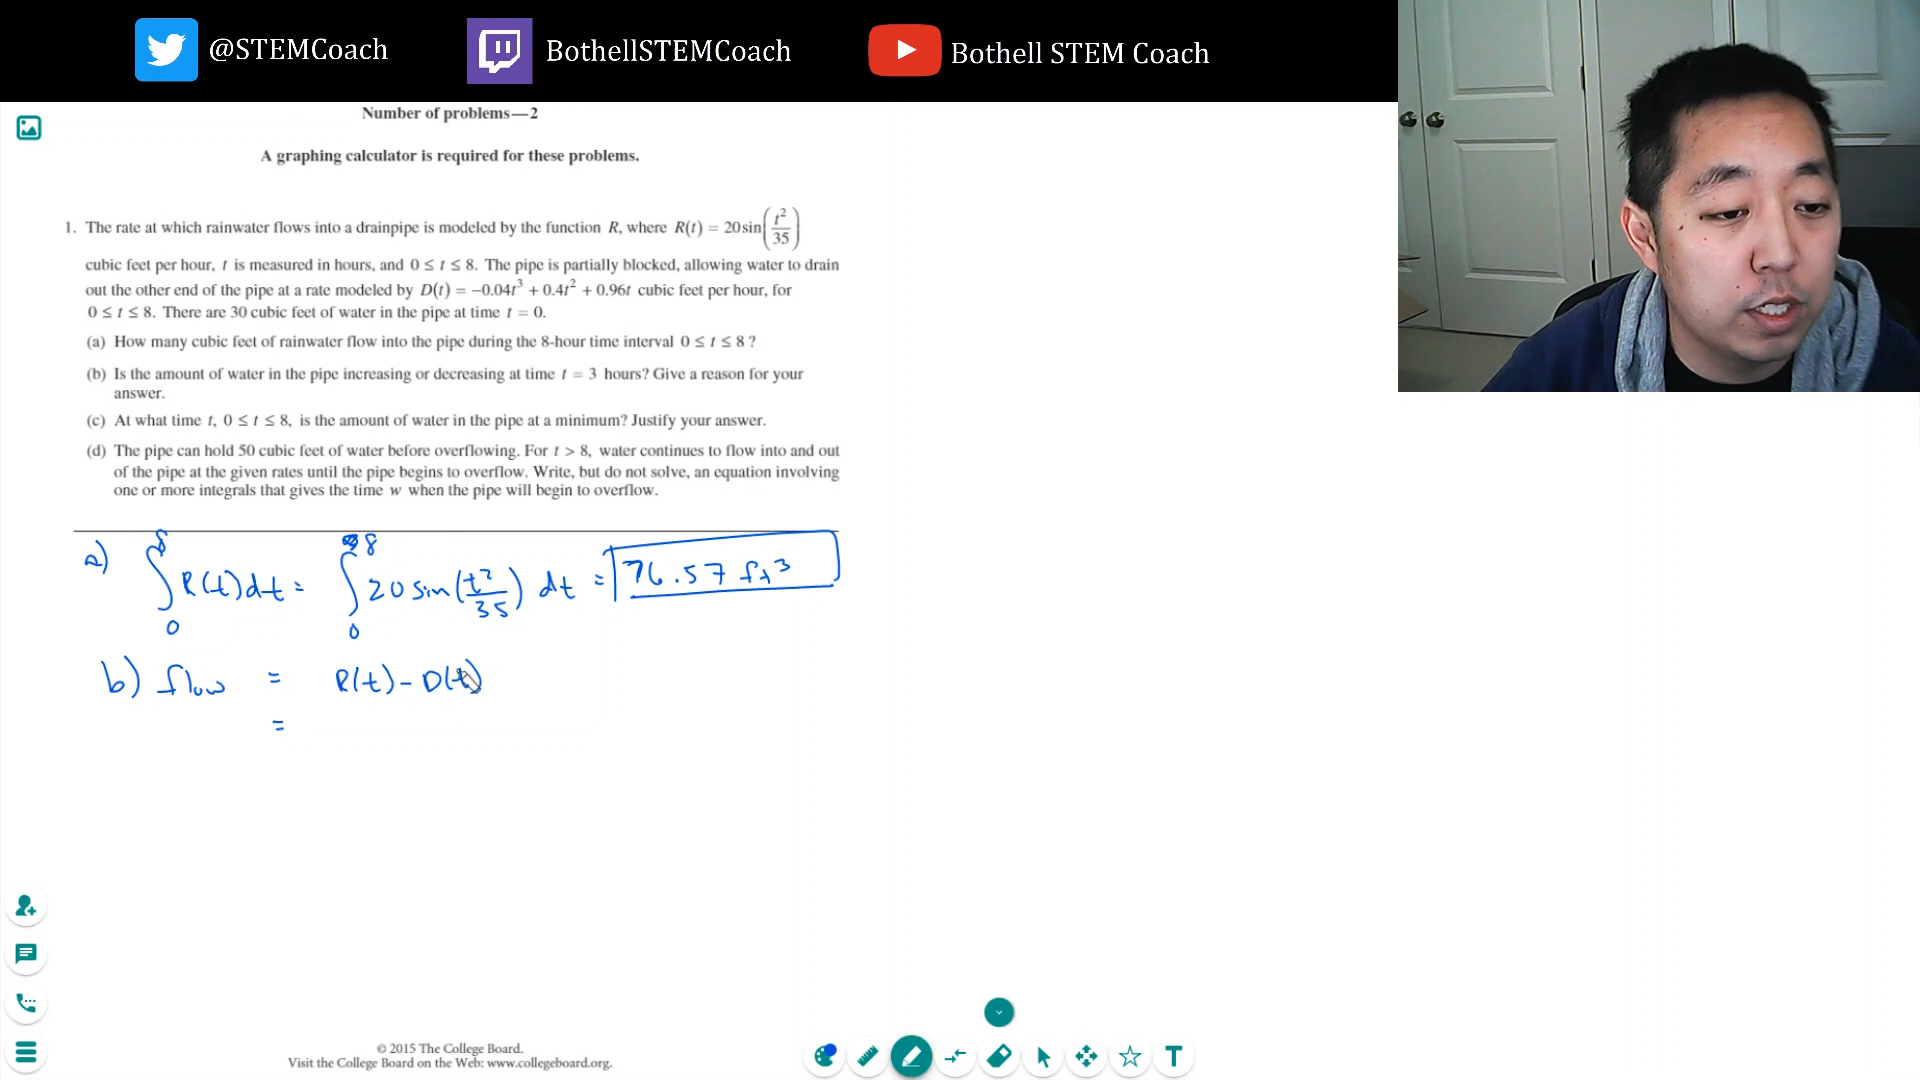 @STEMCoach BothellSTEMCoach Bothell STEM Coach
Number of problems—2
A graphing calculator is required for these problems.
1. The rate at which rainwater flows into a drainpipe is modeled by the function R, where R(t) = 20sin(t²/35)
cubic feet per hour, t is measured in hours, and 0 ≤ t ≤ 8. The pipe is partially blocked, allowing water to drain
out the other end of the pipe at a rate modeled by D(t) = −0.04t³ + 0.4t² + 0.96t cubic feet per hour, for
0 ≤ t ≤ 8. There are 30 cubic feet of water in the pipe at time t = 0.
(a) How many cubic feet of rainwater flow into the pipe during the 8-hour time interval 0 ≤ t ≤ 8 ?
(b) Is the amount of water in the pipe increasing or decreasing at time t = 3 hours? Give a reason for your
answer.
(c) At what time t, 0 ≤ t ≤ 8, is the amount of water in the pipe at a minimum? Justify your answer.
(d) The pipe can hold 50 cubic feet of water before overflowing. For t > 8, water continues to flow into and out
of the pipe at the given rates until the pipe begins to overflow. Write, but do not solve, an equation involving
one or more integrals that gives the time w when the pipe will begin to overflow.
a) ∫₀⁸ R(t)dt = ∫₀⁸ 20 sin(t²/35) dt = 76.57 ft³
b) flow = R(t) − D(t)
=
© 2015 The College Board.
Visit the College Board on the Web: www.collegeboard.org.
T